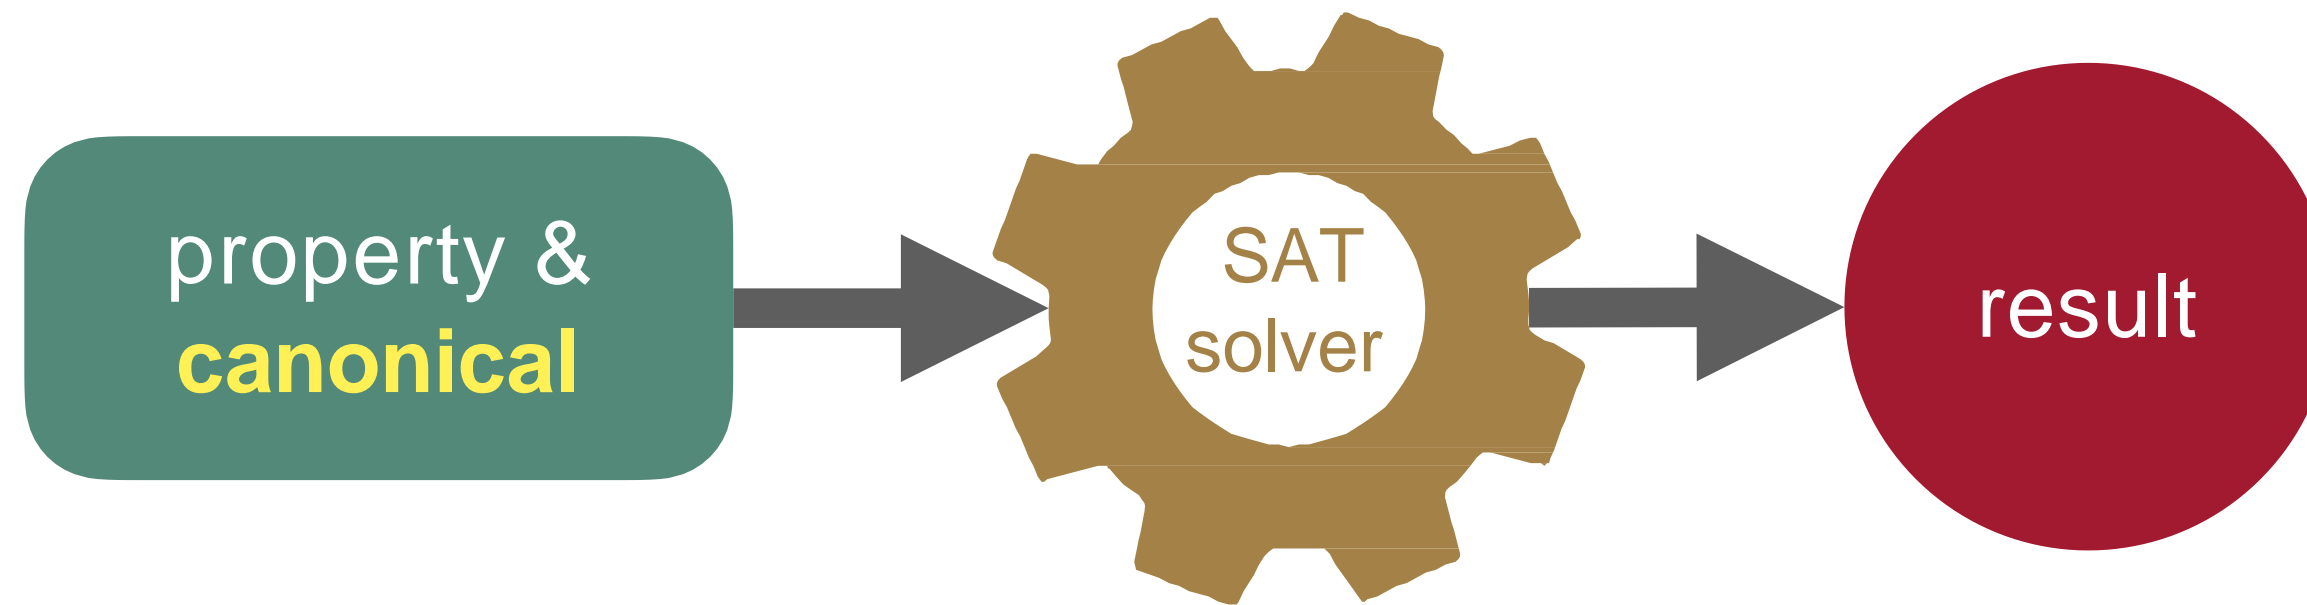 property &
canonical
SAT
solver
result